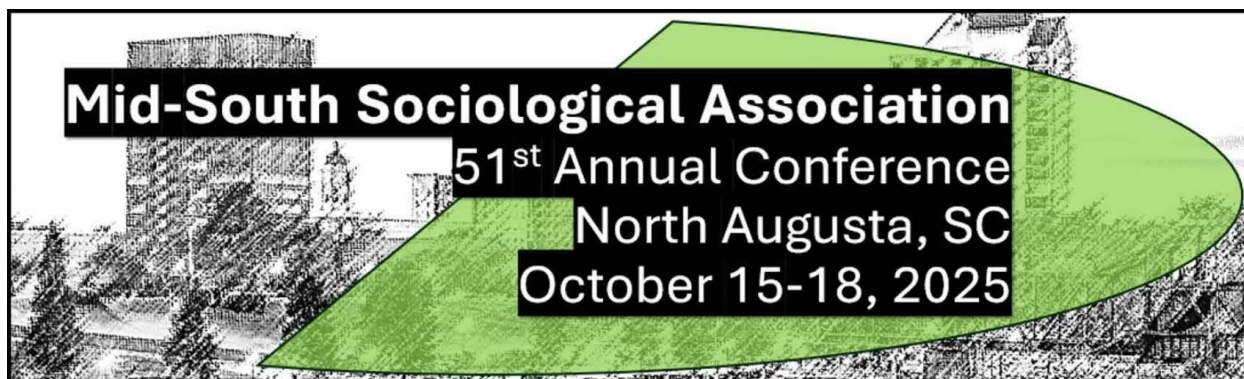 Mid-South Sociological Association
51st Annual Conference
North Augusta, SC
October 15-18, 2025